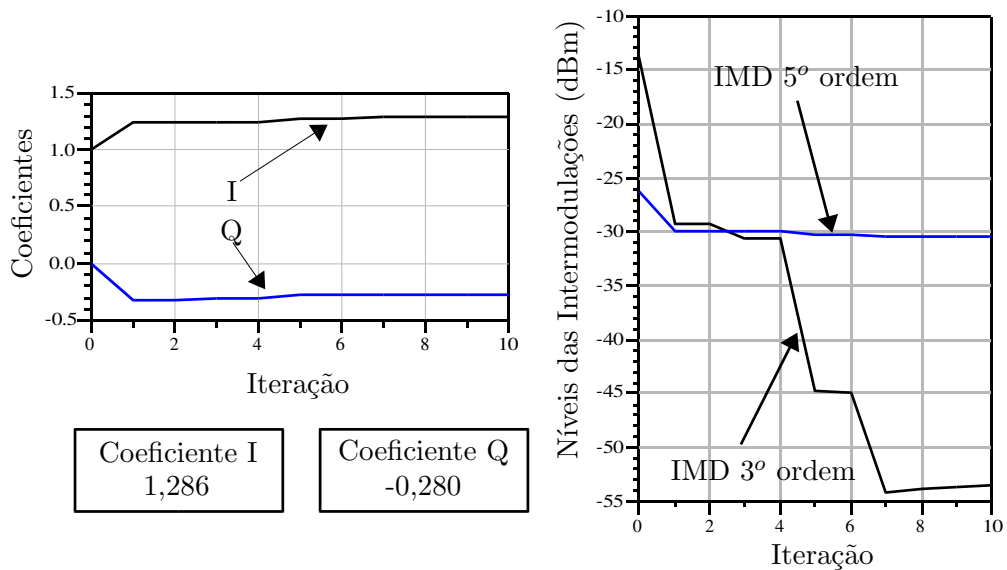 Coeficientes
1.5
1.0
0.5
0.0
-0.5
I
Q
0
2
4
6
8
10
Iteração
Coeficiente I
1,286
Coeficiente Q
-0,280
Níveis das Intermodulações (dBm)
-10
-15
-20
-25
-30
-35
-40
-45
-50
-55
IMD 5º ordem
IMD 3º ordem
0
2
4
6
8
10
Iteração